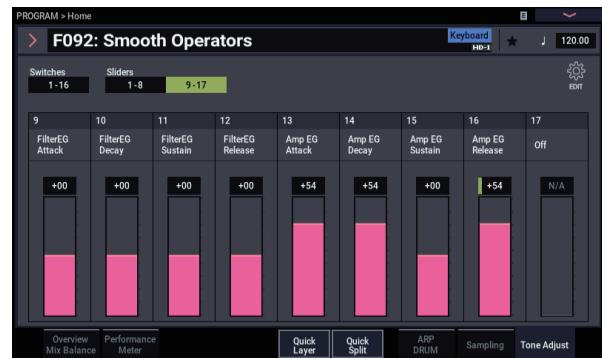 PROGRAM > Home
F092: Smooth Operators
Keyboard
HD-1
♩ 120.00
Switches
Sliders
1-16
1-8
9-17
EDIT
9 10 11 12 13 14 15 16 17
FilterEG Attack
FilterEG Decay
FilterEG Sustain
FilterEG Release
Amp EG Attack
Amp EG Decay
Amp EG Sustain
Amp EG Release
Off
+00 +00 +00 +00 +54 +54 +00 +54 N/A
Overview Mix Balance
Performance Meter
Quick Layer
Quick Split
ARP DRUM
Sampling
Tone Adjust